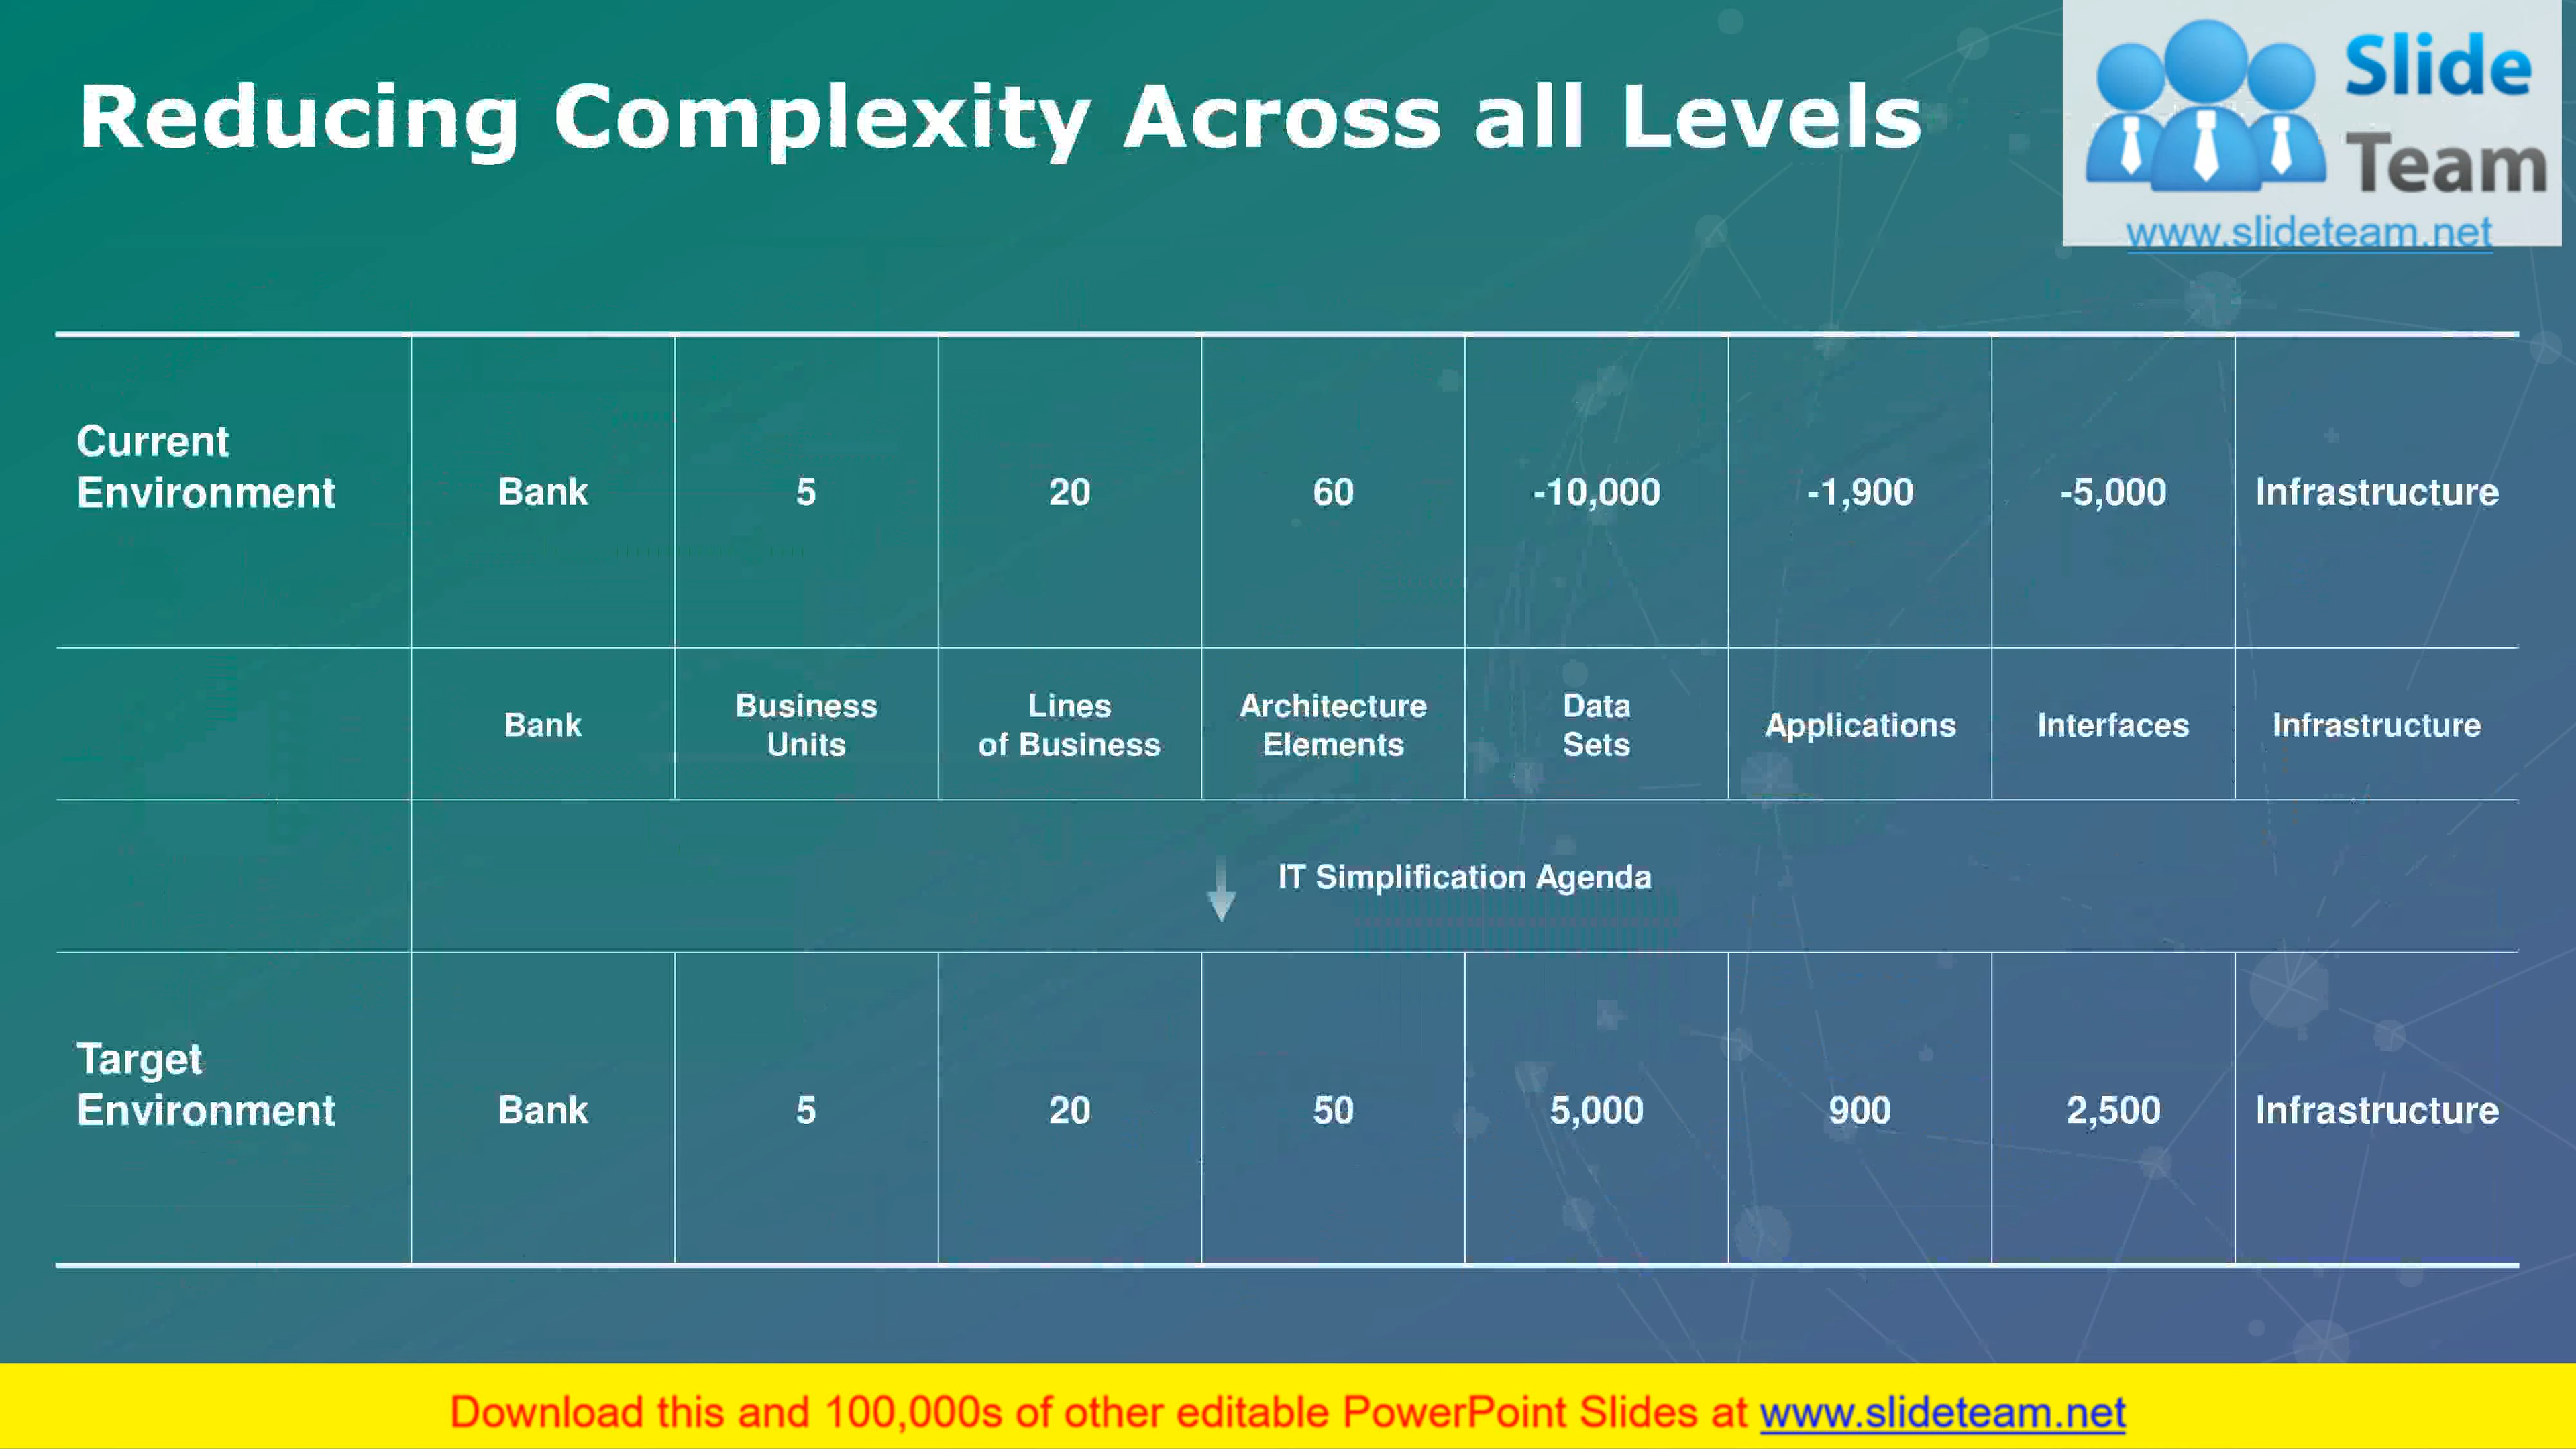 Reducing Complexity Across all Levels
Slide
Team
www.slideteam.net
Current
Environment
Bank
5
20
60
-10,000
-1,900
-5,000
Infrastructure
Bank
Business
Units
Lines
of Business
Architecture
Elements
Data
Sets
Applications
Interfaces
Infrastructure
IT Simplification Agenda
Target
Environment
Bank
5
20
50
5,000
900
2,500
Infrastructure
Download this and 100,000s of other editable PowerPoint Slides at www.slideteam.net